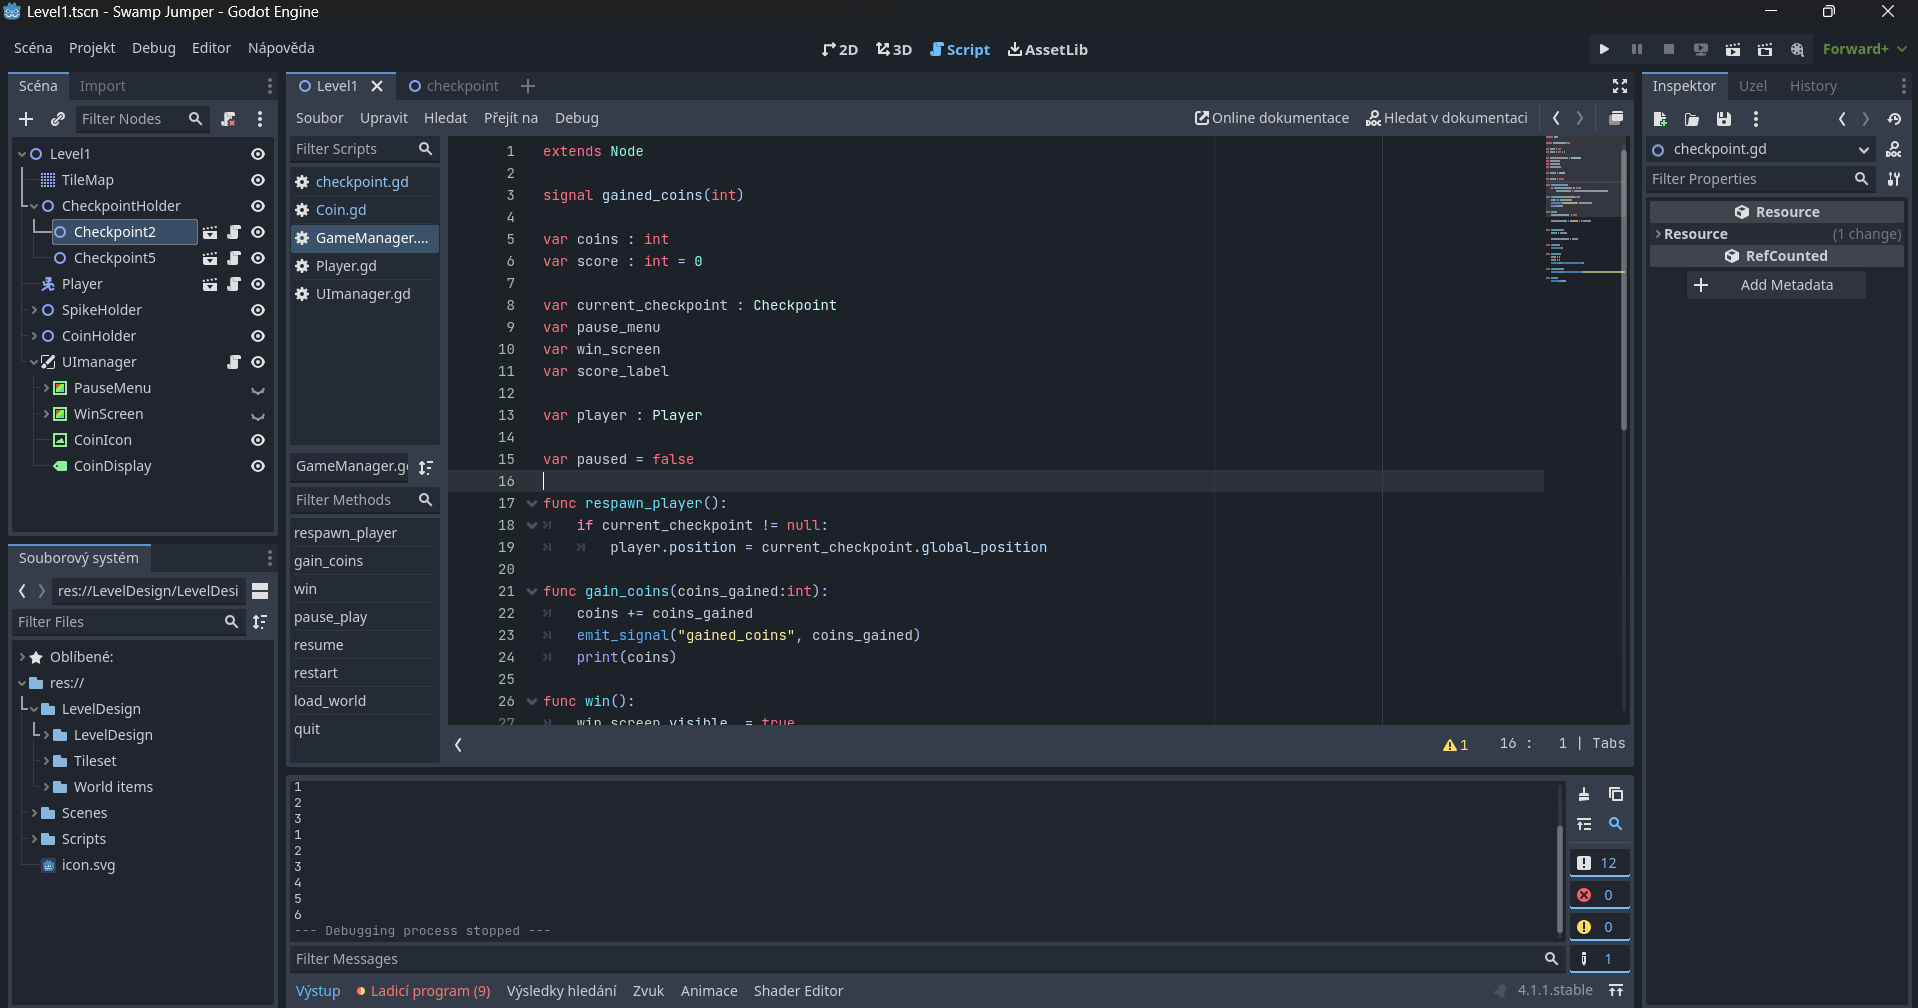 Level1.tscn - Swamp Jumper - Godot Engine
Scéna Projekt Debug Editor Nápověda
2D 3D Script AssetLib
Forward+
Scéna Import
Filter Nodes
Level1
TileMap
CheckpointHolder
Checkpoint2
Checkpoint5
Player
SpikeHolder
CoinHolder
UImanager
PauseMenu
WinScreen
CoinIcon
CoinDisplay
Souborový systém
res://LevelDesign/LevelDesi
Filter Files
Oblíbené:
res://
LevelDesign
LevelDesign
Tileset
World items
Scenes
Scripts
icon.svg
Level1 checkpoint
Soubor Upravit Hledat Přejít na Debug
Online dokumentace Hledat v dokumentaci
Filter Scripts
checkpoint.gd
Coin.gd
GameManager....
Player.gd
UImanager.gd
GameManager.g
Filter Methods
respawn_player
gain_coins
win
pause_play
resume
restart
load_world
quit
1 extends Node
2
3 signal gained_coins(int)
4
5 var coins : int
6 var score : int = 0
7
8 var current_checkpoint : Checkpoint
9 var pause_menu
10 var win_screen
11 var score_label
12
13 var player : Player
14
15 var paused = false
16
17 func respawn_player():
18 if current_checkpoint != null:
19 player.position = current_checkpoint.global_position
20
21 func gain_coins(coins_gained:int):
22 coins += coins_gained
23 emit_signal("gained_coins", coins_gained)
24 print(coins)
25
26 func win():
27 win_screen.visible = true
1 16 : 1 | Tabs
1
2
3
1
2
3
4
5
6
--- Debugging process stopped ---
Filter Messages
12
0
0
1
Výstup Ladicí program (9) Výsledky hledání Zvuk Animace Shader Editor
4.1.1.stable
Inspektor Uzel History
checkpoint.gd
Filter Properties
Resource
Resource (1 change)
RefCounted
Add Metadata